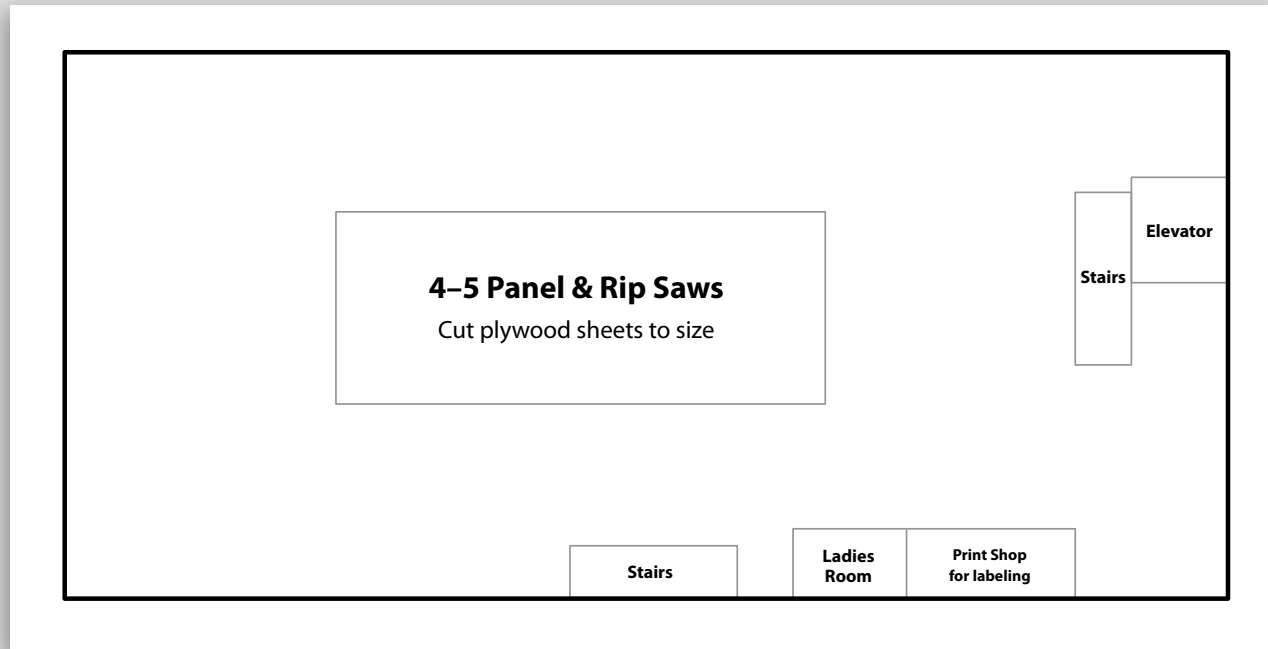 4–5 Panel & Rip Saws
Cut plywood sheets to size
Elevator
Stairs
Stairs
Ladies
Room
Print Shop
for labeling